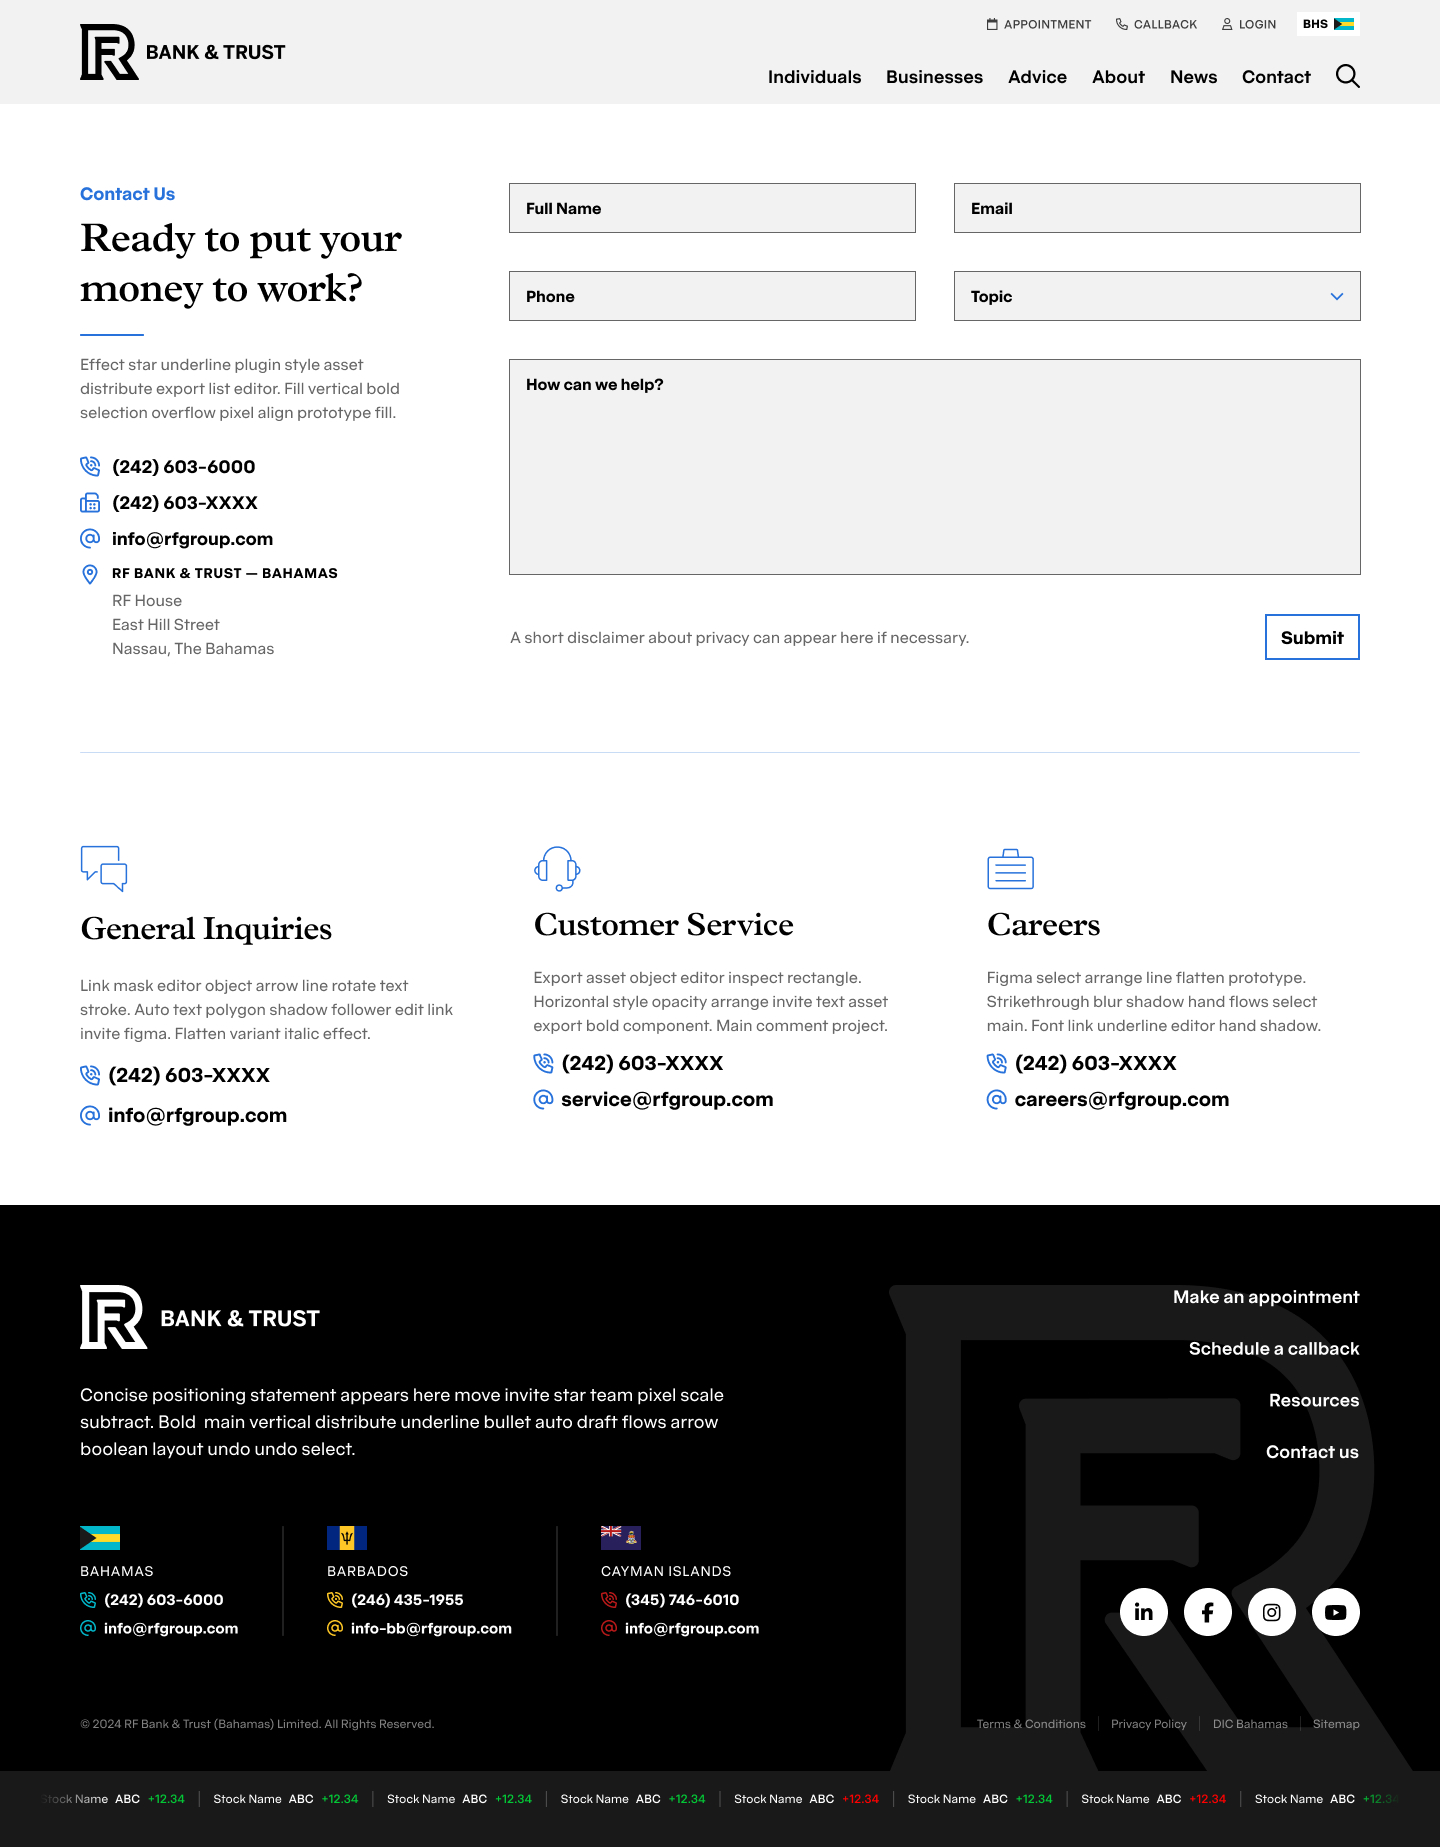 APPOINTMENT
CALLBACK
LOGIN
BHS
RF BANK & TRUST
Individuals
Businesses
Advice
About
News
Contact
Contact Us
Ready to put your
money to work?
Effect star underline plugin style asset
distribute export list editor. Fill vertical bold
selection overflow pixel align prototype fill.
(242) 603-6000
(242) 603-XXXX
info@rfgroup.com
RF BANK & TRUST — BAHAMAS
RF House
East Hill Street
Nassau, The Bahamas
Full Name
Email
Phone
Topic
How can we help?
A short disclaimer about privacy can appear here if necessary.
Submit
General Inquiries
Link mask editor object arrow line rotate text
stroke. Auto text polygon shadow follower edit link
invite figma. Flatten variant italic effect.
(242) 603-XXXX
info@rfgroup.com
Customer Service
Export asset object editor inspect rectangle.
Horizontal style opacity arrange invite text asset
export bold component. Main comment project.
(242) 603-XXXX
service@rfgroup.com
Careers
Figma select arrange line flatten prototype.
Strikethrough blur shadow hand flows select
main. Font link underline editor hand shadow.
(242) 603-XXXX
careers@rfgroup.com
RF BANK & TRUST
Concise positioning statement appears here move invite star team pixel scale
subtract. Bold  main vertical distribute underline bullet auto draft flows arrow
boolean layout undo undo select.
Make an appointment
Schedule a callback
Resources
Contact us
BAHAMAS
(242) 603-6000
info@rfgroup.com
BARBADOS
(246) 435-1955
info-bb@rfgroup.com
CAYMAN ISLANDS
(345) 746-6010
info@rfgroup.com
in
f
© 2024 RF Bank & Trust (Bahamas) Limited. All Rights Reserved.
Terms & Conditions
Privacy Policy
DIC Bahamas
Sitemap
Stock Name ABC +12.34
Stock Name ABC +12.34
Stock Name ABC +12.34
Stock Name ABC +12.34
Stock Name ABC +12.34
Stock Name ABC +12.34
Stock Name ABC +12.34
Stock Name ABC +12.34